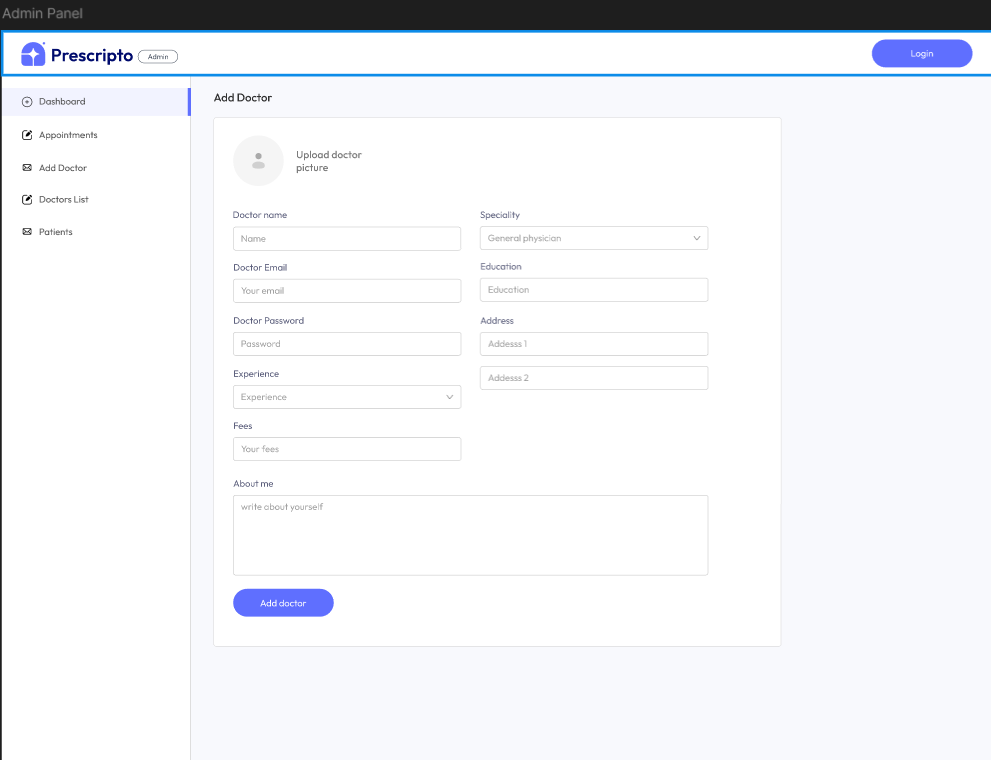 Admin Panel
Prescripto
Admin
Login
Dashboard
Appointments
Add Doctor
Doctors List
Patients
Add Doctor
Upload doctor
picture
Doctor name
Name
Speciality
General physician
Doctor Email
Your email
Education
Education
Doctor Password
Password
Address
Addesss 1
Addesss 2
Experience
Experience
Fees
Your fees
About me
write about yourself
Add doctor